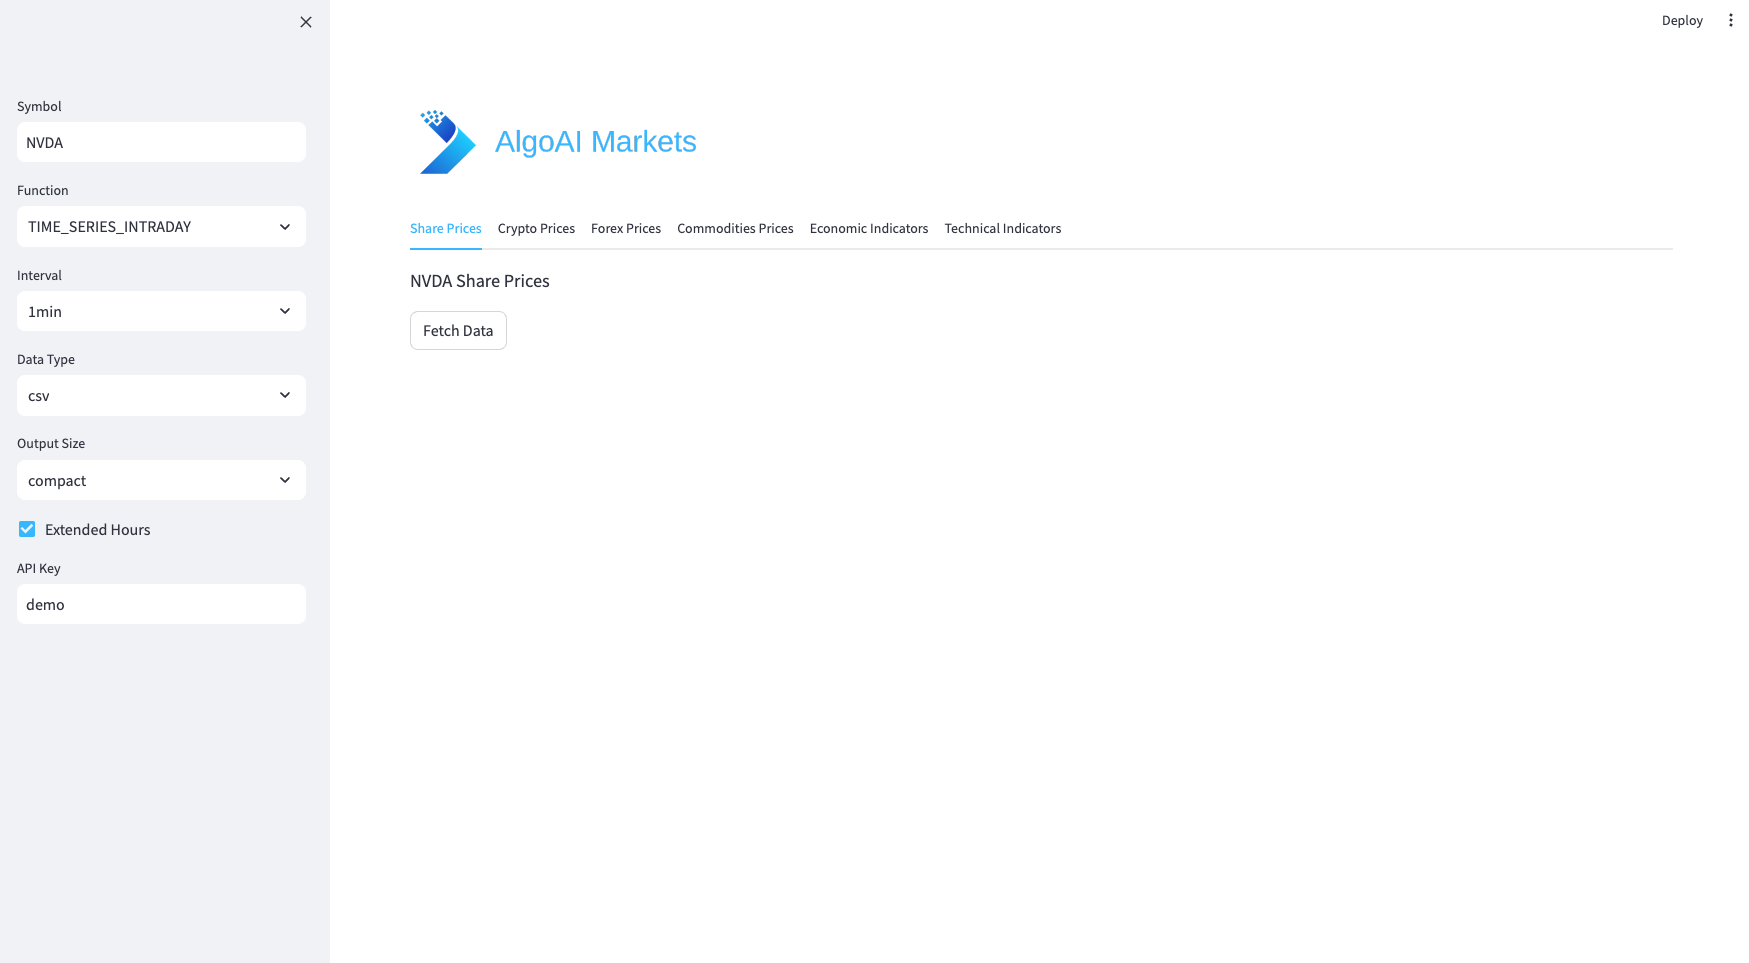 Deploy
Symbol
NVDA
Function
TIME_SERIES_INTRADAY
Interval
1min
Data Type
csv
Output Size
compact
Extended Hours
API Key
demo
AlgoAI Markets
Share Prices Crypto Prices Forex Prices Commodities Prices Economic Indicators Technical Indicators
NVDA Share Prices
Fetch Data